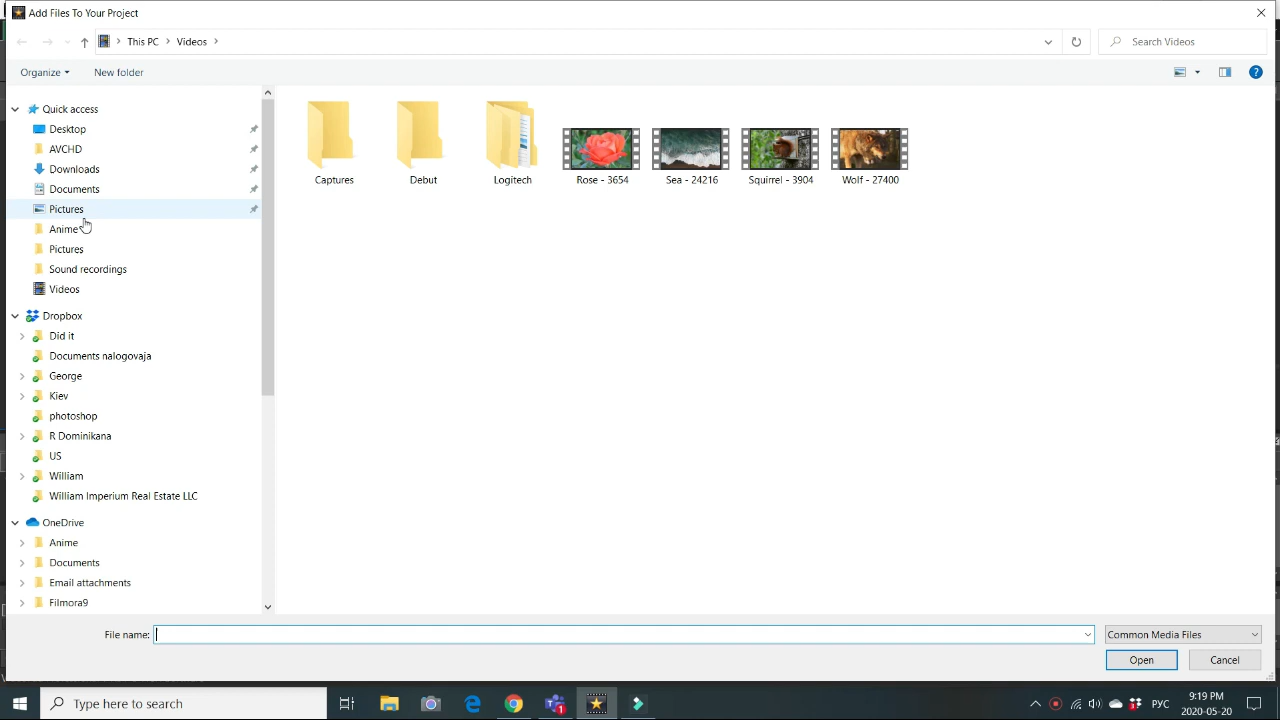 Add Files To Your Project
This PC
Videos
Search Videos
Organize
New folder
Quick access
Desktop
AVCHD
Downloads
Documents
Pictures
Anime
Pictures
Sound recordings
Videos
Dropbox
Did it
Documents nalogovaja
George
Kiev
photoshop
R Dominikana
US
William
William Imperium Real Estate LLC
OneDrive
Anime
Documents
Email attachments
Filmora9
Captures
Debut
Logitech
Rose - 3654
Sea - 24216
Squirrel - 3904
Wolf - 27400
File name:
Common Media Files
Open
Cancel
Type here to search
1
3
РУС
9:19 PM
2020-05-20